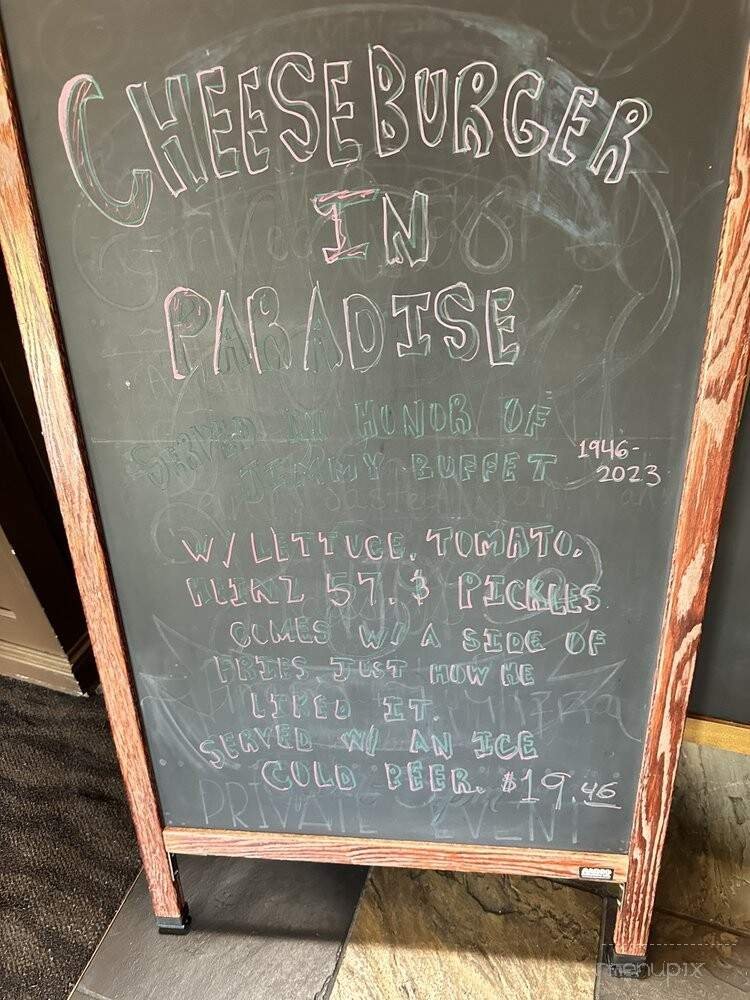 CHEESEBURGER
IN
PARADISE
SERVED IN HONOR OF
JIMMY BUFFET 1946-
2023
W/ LETTUCE, TOMATO,
HEINZ 57, & PICKLES
COMES W/ A SIDE OF
FRIES JUST HOW HE
LIKED IT.
SERVED W/ AN ICE
COLD BEER. $19.46
PRIVATE EVENT
menupix